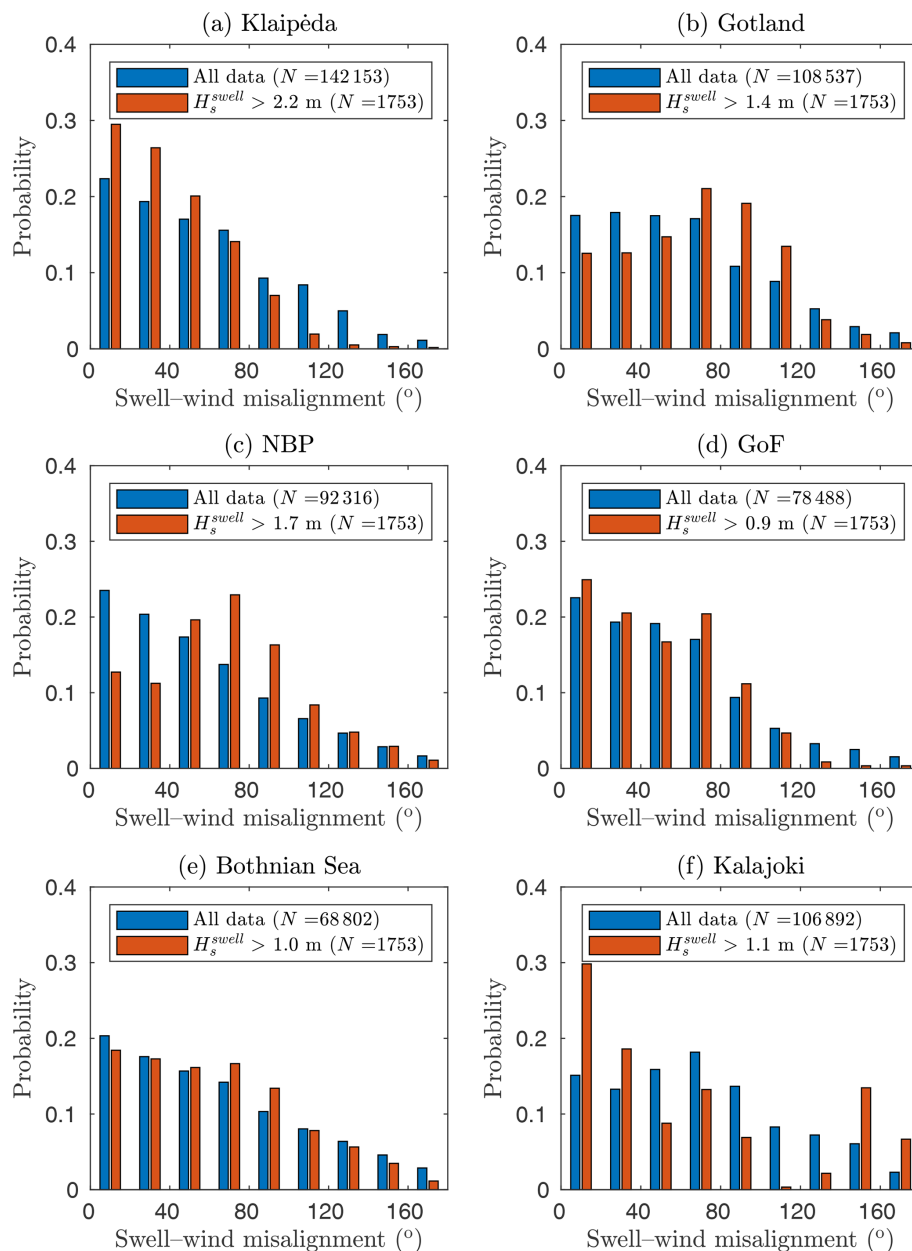 (a) Klaipėda
(b) Gotland
0.4
0.3
0.2
0.1
0
Probability
All data (N =142 153)
H_s^{swell} > 2.2 m (N =1753)
0 40 80 120 160
Swell–wind misalignment (°)
0.4
0.3
0.2
0.1
0
Probability
All data (N =108 537)
H_s^{swell} > 1.4 m (N =1753)
0 40 80 120 160
Swell–wind misalignment (°)
(c) NBP
(d) GoF
0.4
0.3
0.2
0.1
0
Probability
All data (N =92 316)
H_s^{swell} > 1.7 m (N =1753)
0 40 80 120 160
Swell–wind misalignment (°)
0.4
0.3
0.2
0.1
0
Probability
All data (N =78 488)
H_s^{swell} > 0.9 m (N =1753)
0 40 80 120 160
Swell–wind misalignment (°)
(e) Bothnian Sea
(f) Kalajoki
0.4
0.3
0.2
0.1
0
Probability
All data (N =68 802)
H_s^{swell} > 1.0 m (N =1753)
0 40 80 120 160
Swell–wind misalignment (°)
0.4
0.3
0.2
0.1
0
Probability
All data (N =106 892)
H_s^{swell} > 1.1 m (N =1753)
0 40 80 120 160
Swell–wind misalignment (°)